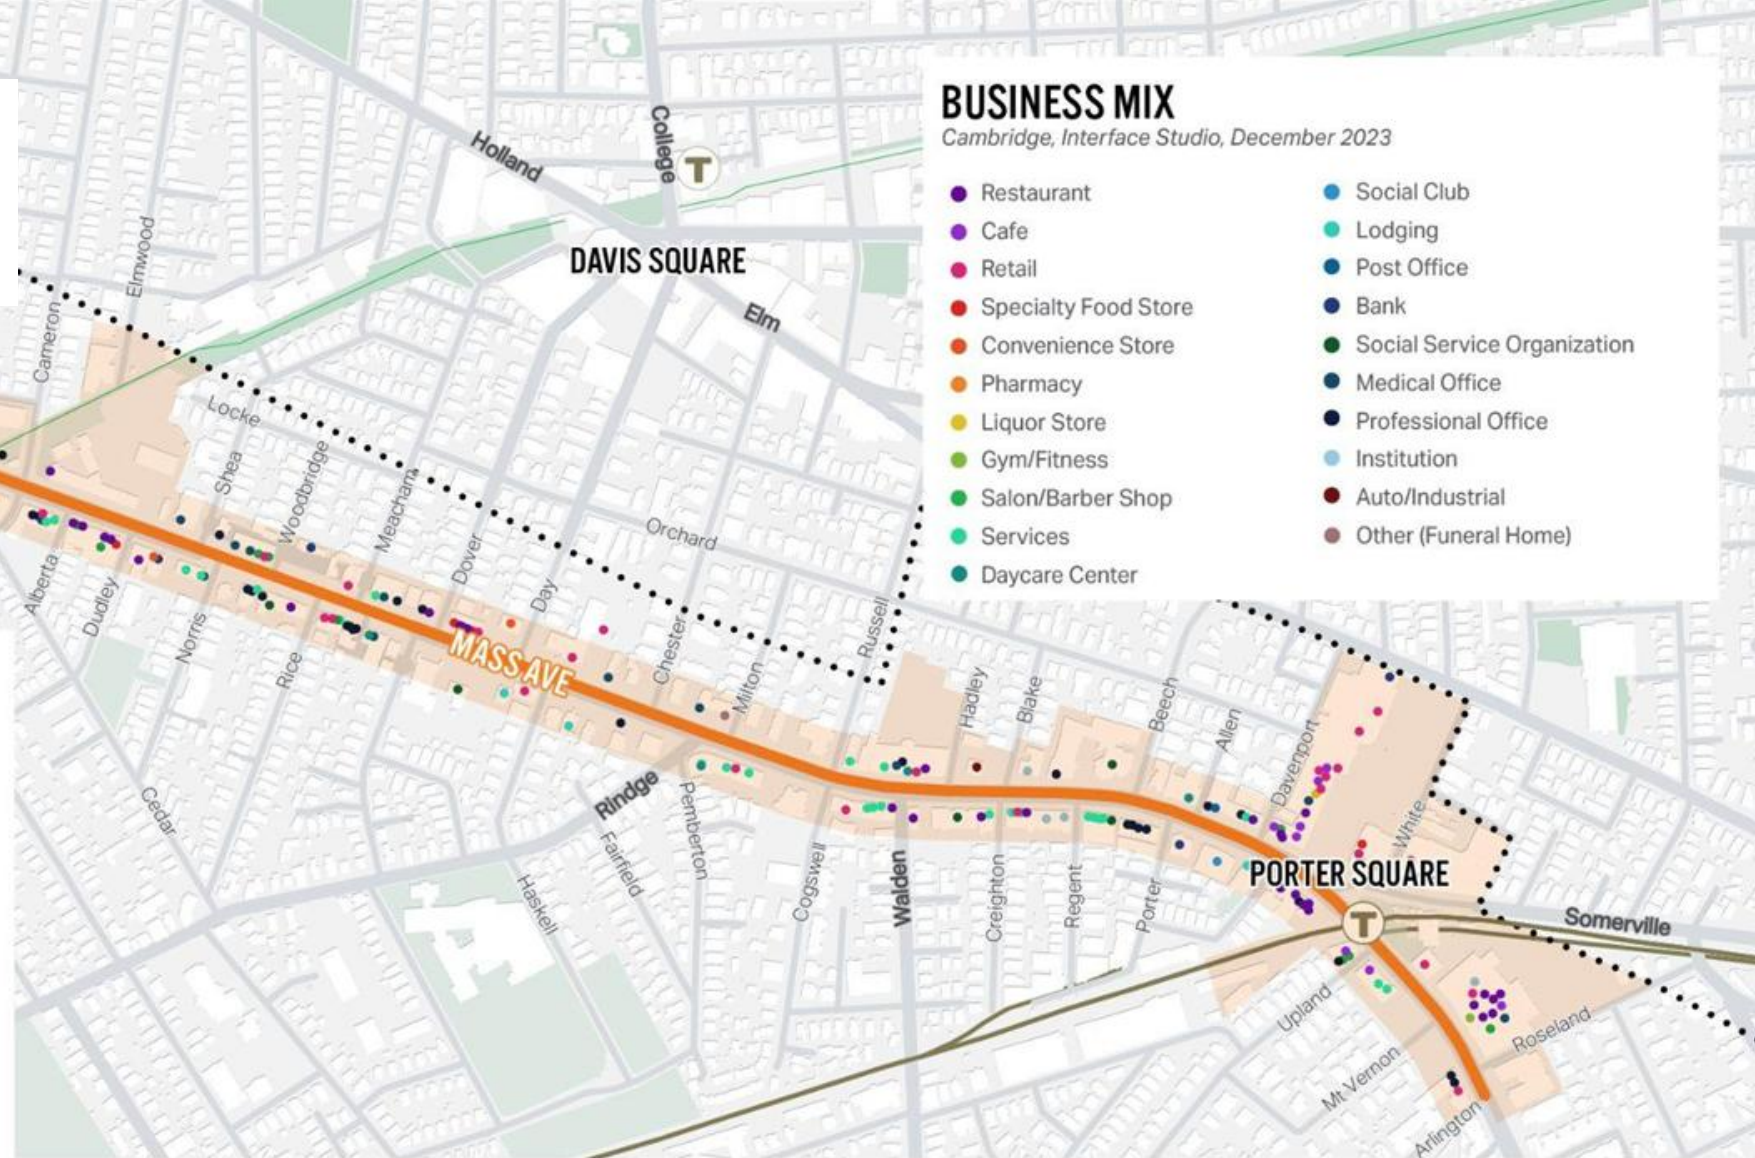 BUSINESS MIX
Cambridge, Interface Studio, December 2023
Restaurant
Cafe
Retail
Specialty Food Store
Convenience Store
Pharmacy
Liquor Store
Gym/Fitness
Salon/Barber Shop
Services
Daycare Center
Social Club
Lodging
Post Office
Bank
Social Service Organization
Medical Office
Professional Office
Institution
Auto/Industrial
Other (Funeral Home)
College
T
Holland
DAVIS SQUARE
Elm
Elmwood
Cameron
Locke
Shea
Woodbridge
Meacham
Orchard
Dover
Day
Alberta
Dudley
Norris
Rice
MASS AVE
Chester
Milton
Russell
Hadley
Blake
Beech
Allen
Davenport
White
Cedar
Rindge
Haskell
Fairfield
Pemberton
Cogswell
Walden
Creighton
Regent
Porter
PORTER SQUARE
T
Somerville
Upland
Roseland
Mt Vernon
Arlington